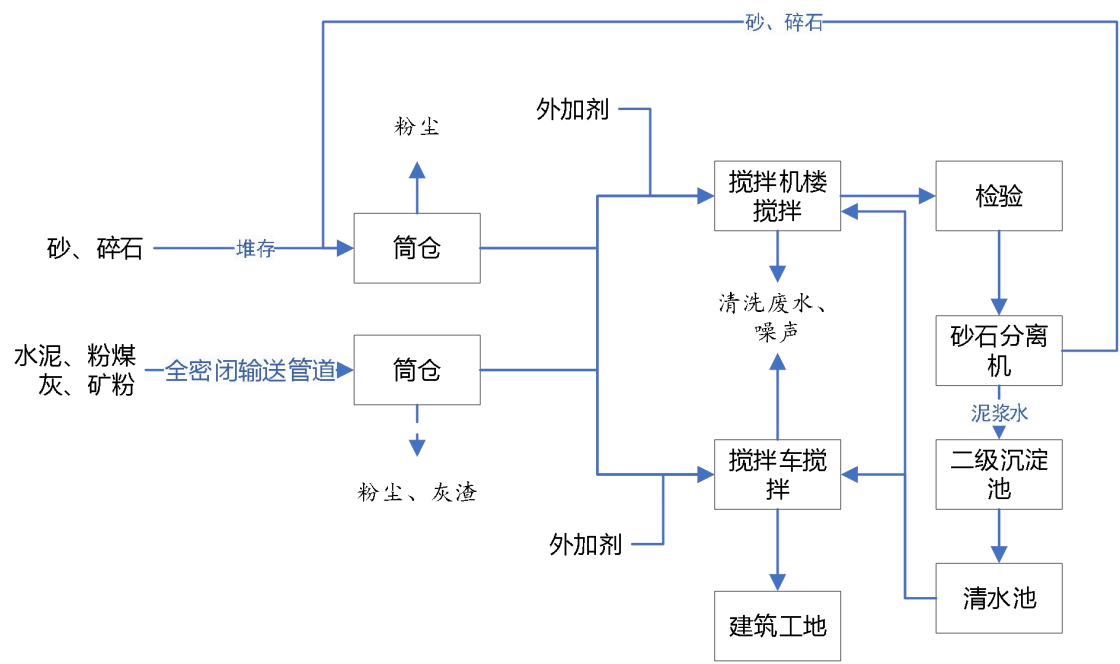 砂、碎石
外加剂
粉尘
搅拌机楼
搅拌
检验
砂、碎石
堆存
筒仓
清洗废水、
噪声
水泥、粉煤
灰、矿粉
全密闭输送管道
筒仓
砂石分离
机
泥浆水
搅拌车搅
拌
二级沉淀
池
粉尘、灰渣
外加剂
建筑工地
清水池